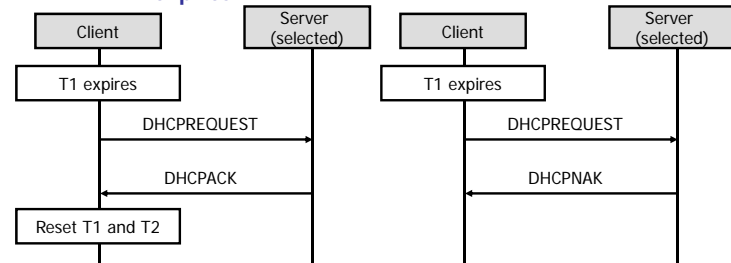 Client
Server
(selected)
Client
Server
(selected)
T1 expires
T1 expires
DHCPREQUEST
DHCPREQUEST
DHCPACK
DHCPNAK
Reset T1 and T2